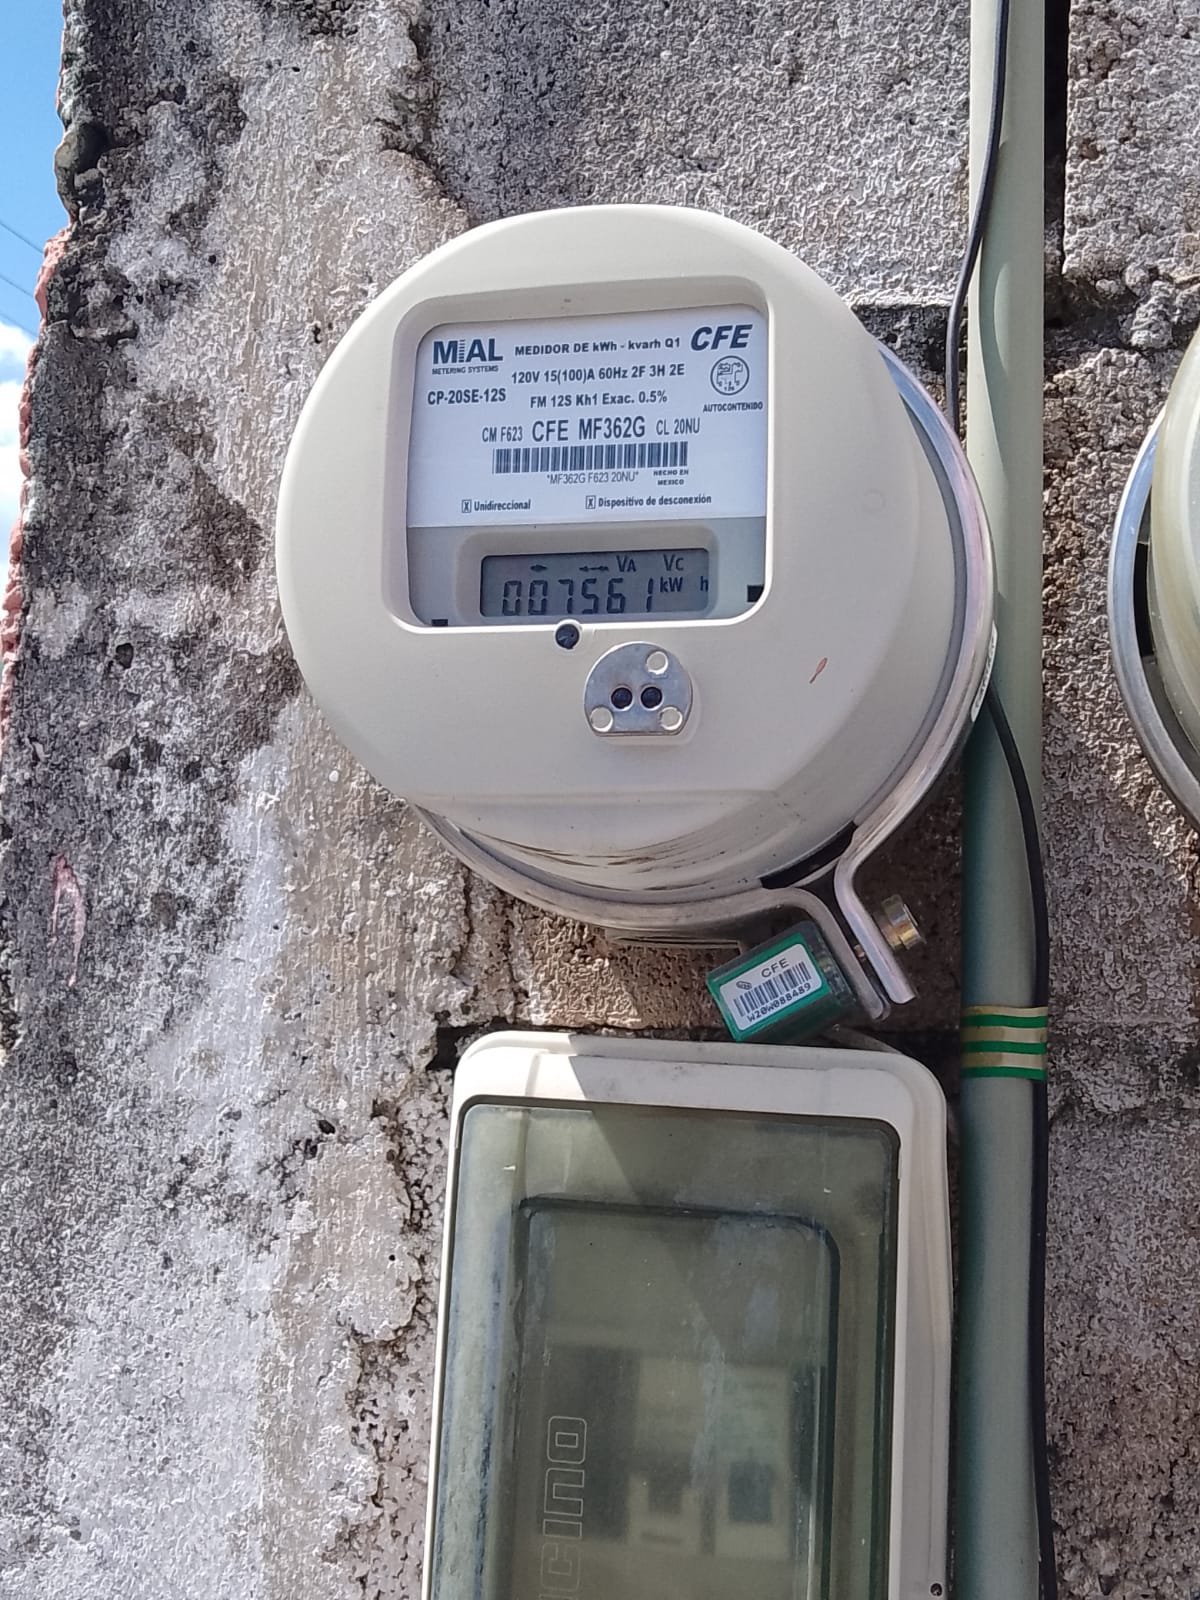 MIAL MEDIDOR DE kWh - kvarh Q1 CFE
METERING SYSTEMS
120V 15(100)A 60Hz 2F 3H 2E
CP-20SE-12S FM 12S Kh1 Exac. 0.5%
AUTOCONTENIDO
CM F623 CFE MF362G CL 20NU
*MF362G F623 20NU* HECHO EN
MEXICO
X Unidireccional X Dispositivo de desconexión
VA VC
007561 kW h
CFE
W20W088489